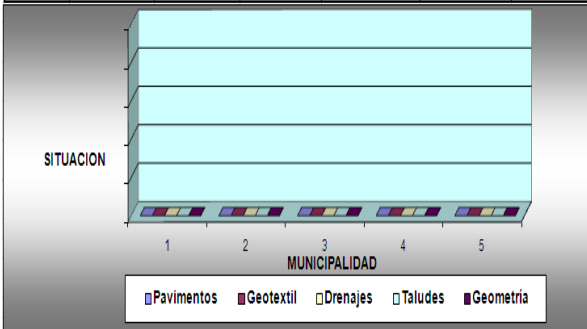 SITUACION
1 2 3 4 5
MUNICIPALIDAD
Pavimentos Geotextil Drenajes Taludes Geometría